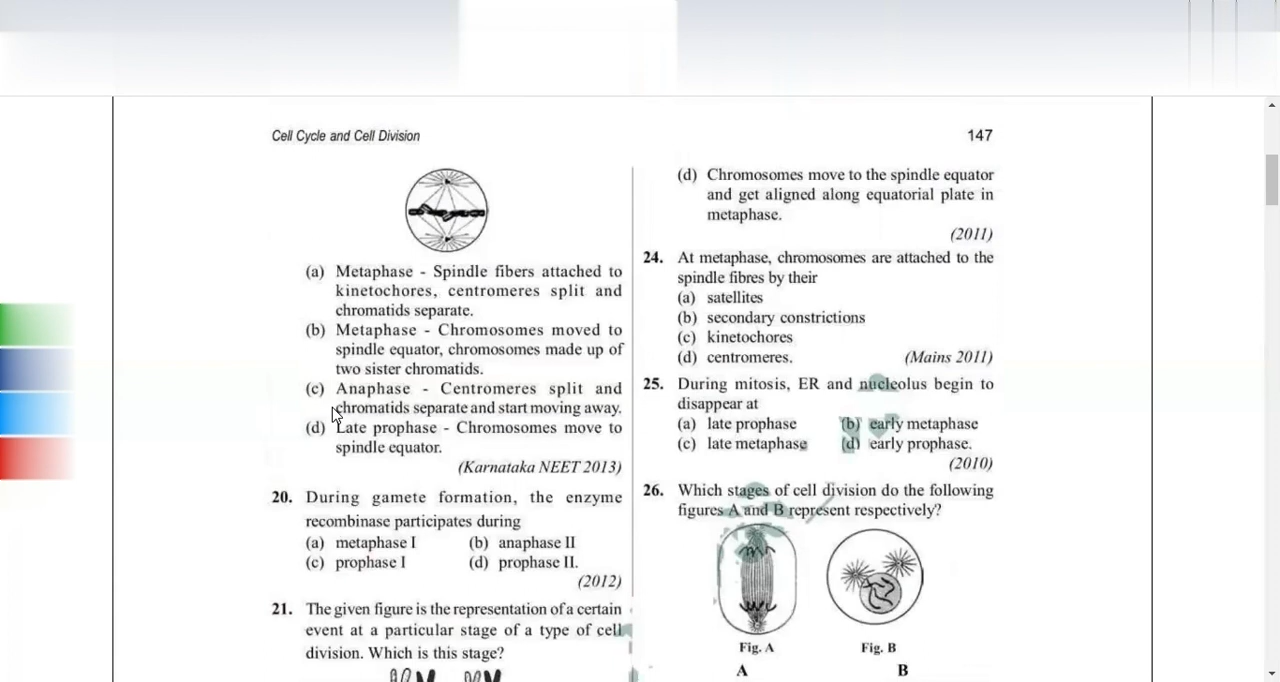 Cell Cycle and Cell Division
147
(a) Metaphase - Spindle fibers attached to
kinetochores, centromeres split and
chromatids separate.
(b) Metaphase - Chromosomes moved to
spindle equator, chromosomes made up of
two sister chromatids.
(c) Anaphase - Centromeres split and
chromatids separate and start moving away.
(d) Late prophase - Chromosomes move to
spindle equator.
(Karnataka NEET 2013)
20. During gamete formation, the enzyme
recombinase participates during
(a) metaphase I (b) anaphase II
(c) prophase I (d) prophase II.
(2012)
21. The given figure is the representation of a certain
event at a particular stage of a type of cell
division. Which is this stage?
(d) Chromosomes move to the spindle equator
and get aligned along equatorial plate in
metaphase.
(2011)
24. At metaphase, chromosomes are attached to the
spindle fibres by their
(a) satellites
(b) secondary constrictions
(c) kinetochores
(d) centromeres. (Mains 2011)
25. During mitosis, ER and nucleolus begin to
disappear at
(a) late prophase (b) early metaphase
(c) late metaphase (d) early prophase.
(2010)
26. Which stages of cell division do the following
figures A and B represent respectively?
Fig. A Fig. B
A B